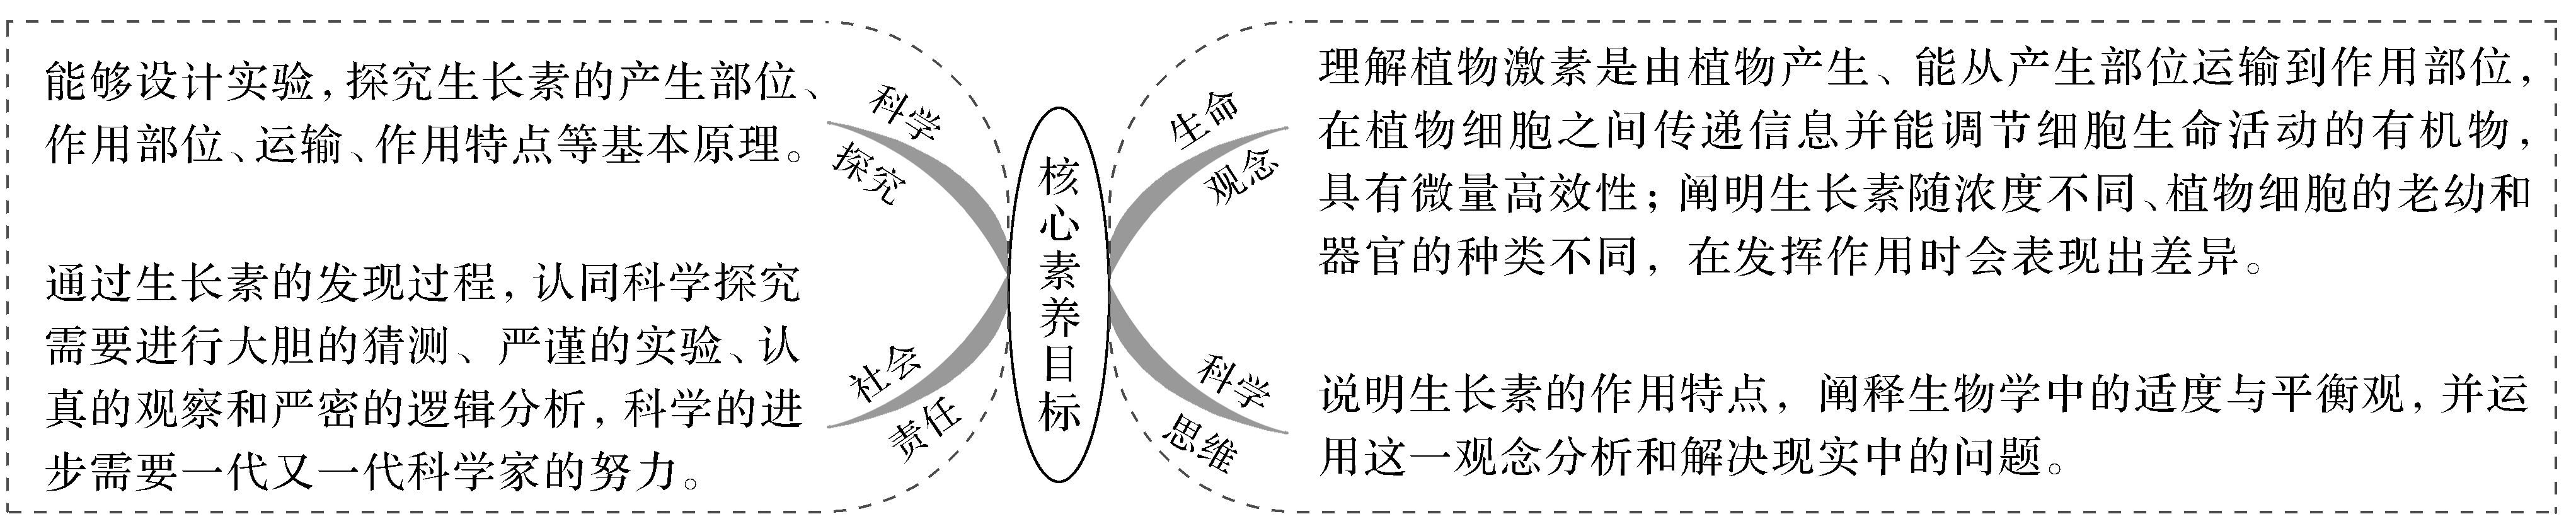 能够设计实验，探究生长素的产生部位、
作用部位、运输、作用特点等基本原理。
科学
探究
通过生长素的发现过程，认同科学探究
需要进行大胆的猜测、严谨的实验、认
真的观察和严密的逻辑分析，科学的进
步需要一代又一代科学家的努力。
社会
责任
核心素养目标
生命
观念
理解植物激素是由植物产生、能从产生部位运输到作用部位，
在植物细胞之间传递信息并能调节细胞生命活动的有机物，
具有微量高效性；阐明生长素随浓度不同、植物细胞的老幼和
器官的种类不同，在发挥作用时会表现出差异。
科学
思维
说明生长素的作用特点，阐释生物学中的适度与平衡观，并运
用这一观念分析和解决现实中的问题。